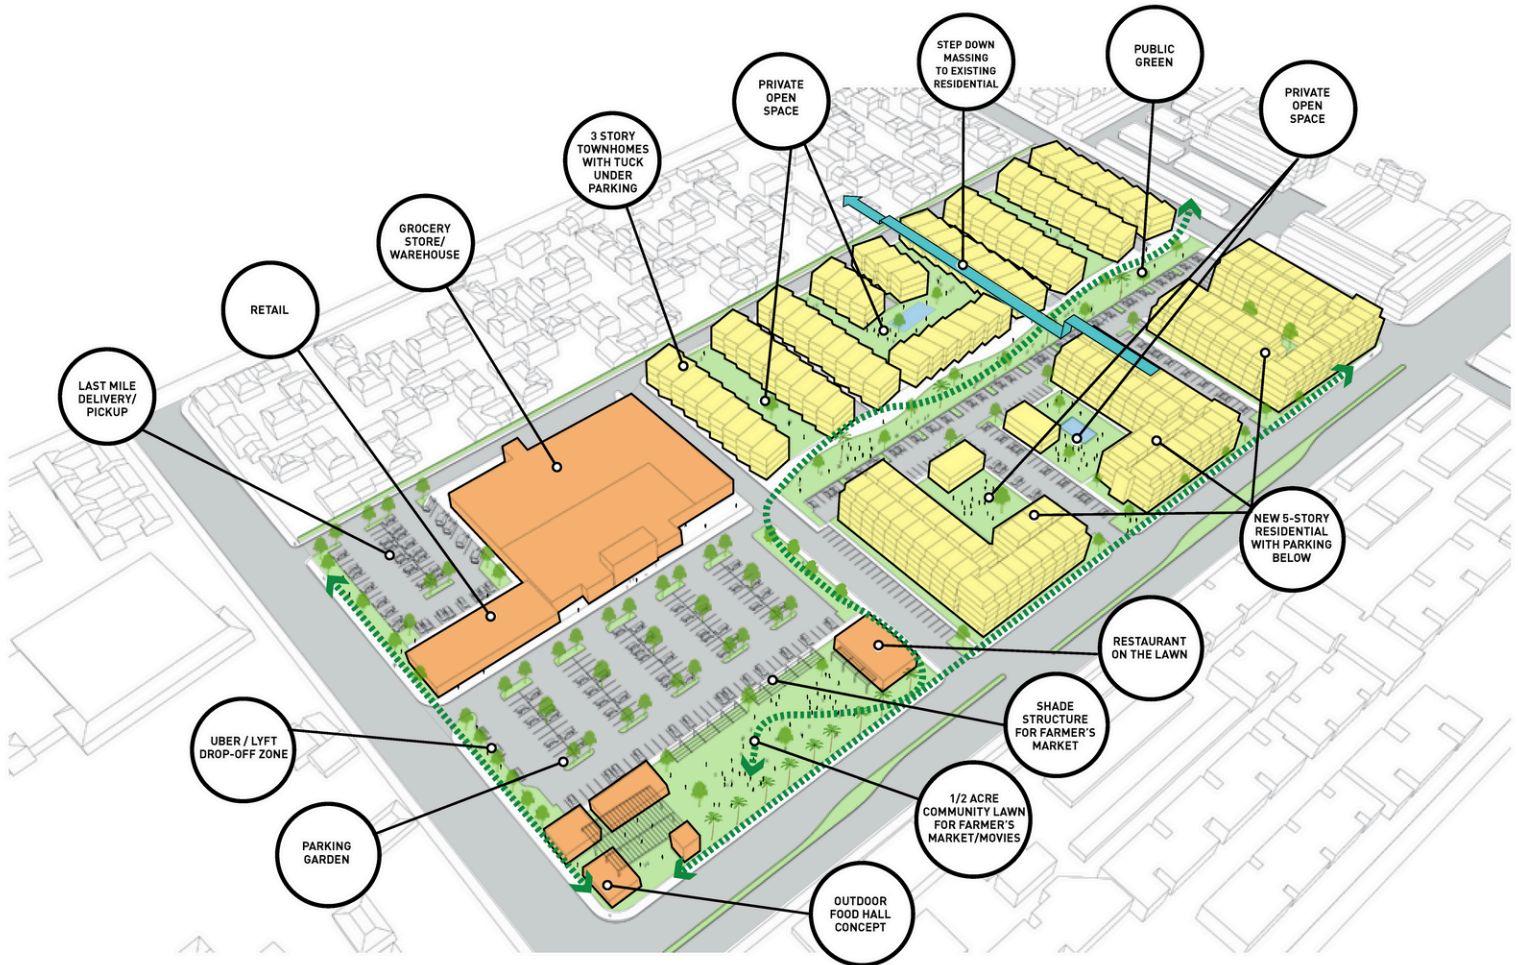 STEP DOWN
MASSING
TO EXISTING
RESIDENTIAL
PUBLIC
GREEN
PRIVATE
OPEN
SPACE
PRIVATE
OPEN
SPACE
3 STORY
TOWNHOMES
WITH TUCK
UNDER
PARKING
GROCERY
STORE/
WAREHOUSE
RETAIL
LAST MILE
DELIVERY/
PICKUP
NEW 5-STORY
RESIDENTIAL
WITH PARKING
BELOW
RESTAURANT
ON THE LAWN
SHADE
STRUCTURE
FOR FARMER'S
MARKET
UBER / LYFT
DROP-OFF ZONE
1/2 ACRE
COMMUNITY LAWN
FOR FARMER'S
MARKET/MOVIES
PARKING
GARDEN
OUTDOOR
FOOD HALL
CONCEPT